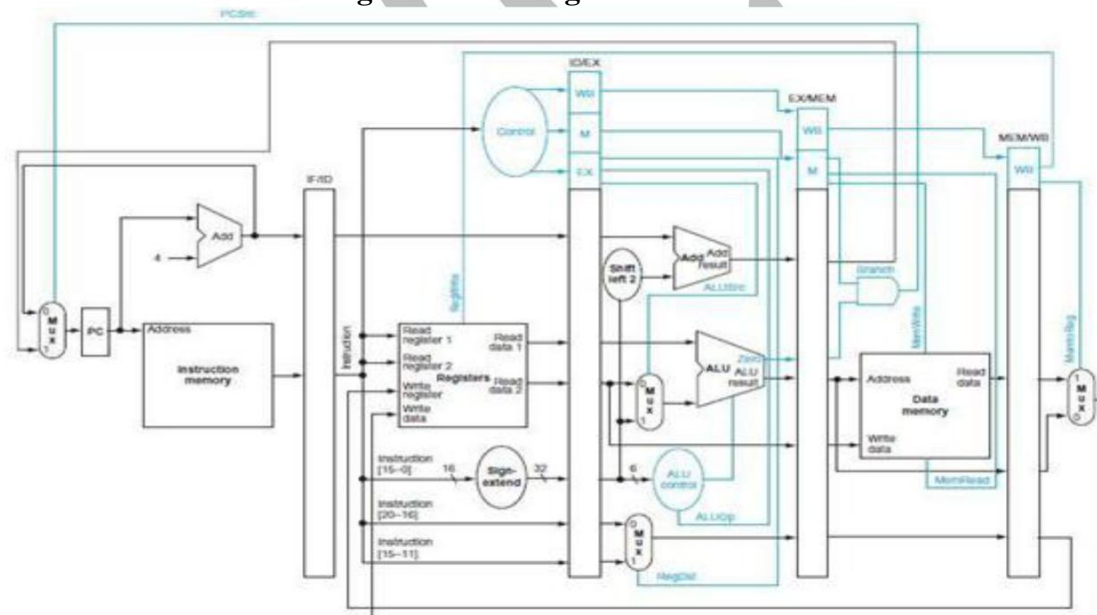 PCSrc
ID/EX
WB
EX/MEM
Control
M
WB
MEM/WB
EX
M
WB
IF/ID
Add
4
Shift
left 2
Add Add
result
ALUSrc
Branch
RegWrite
MemWrite
MemtoReg
0
M
u
x
1
PC
Address
Instruction
memory
Instruction
Read
register 1
Read
register 2
Write
register
Write
data
Registers
Read
data 1
Read
data 2
0
M
u
x
1
Zero
ALU ALU
result
Address
Read
data
Data
memory
Write
data
MemRead
1
M
u
x
0
Instruction
[15–0]
16
Sign-
extend
32
6
ALU
control
ALUOp
Instruction
[20–16]
Instruction
[15–11]
0
M
u
x
1
RegDst